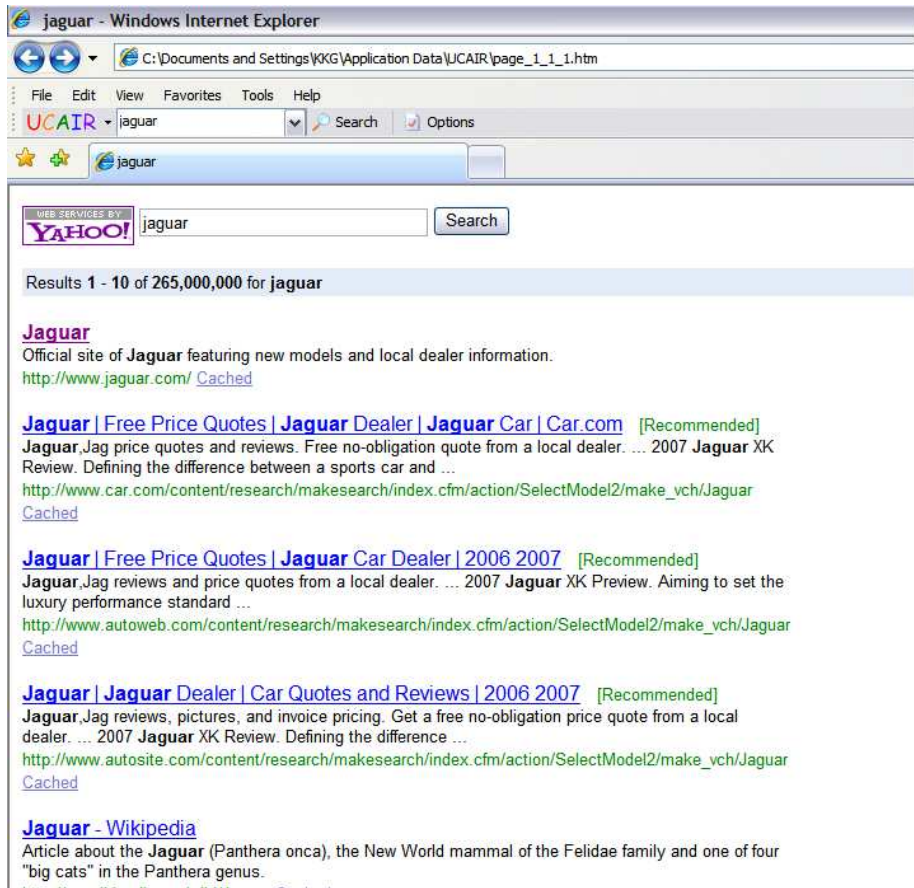 jaguar - Windows Internet Explorer
C:\Documents and Settings\KKG\Application Data\UCAIR\page_1_1_1.htm
File Edit View Favorites Tools Help
UCAIR jaguar Search Options
jaguar
WEB SERVICES BY
YAHOO! jaguar Search
Results 1 - 10 of 265,000,000 for jaguar
Jaguar
Official site of Jaguar featuring new models and local dealer information.
http://www.jaguar.com/ Cached
Jaguar | Free Price Quotes | Jaguar Dealer | Jaguar Car | Car.com [Recommended]
Jaguar,Jag price quotes and reviews. Free no-obligation quote from a local dealer. ... 2007 Jaguar XK
Review. Defining the difference between a sports car and ...
http://www.car.com/content/research/makesearch/index.cfm/action/SelectModel2/make_vch/Jaguar
Cached
Jaguar | Free Price Quotes | Jaguar Car Dealer | 2006 2007 [Recommended]
Jaguar,Jag reviews and price quotes from a local dealer. ... 2007 Jaguar XK Preview. Aiming to set the
luxury performance standard ...
http://www.autoweb.com/content/research/makesearch/index.cfm/action/SelectModel2/make_vch/Jaguar
Cached
Jaguar | Jaguar Dealer | Car Quotes and Reviews | 2006 2007 [Recommended]
Jaguar,Jag reviews, pictures, and invoice pricing. Get a free no-obligation price quote from a local
dealer. ... 2007 Jaguar XK Review. Defining the difference ...
http://www.autosite.com/content/research/makesearch/index.cfm/action/SelectModel2/make_vch/Jaguar
Cached
Jaguar - Wikipedia
Article about the Jaguar (Panthera onca), the New World mammal of the Felidae family and one of four
"big cats" in the Panthera genus.